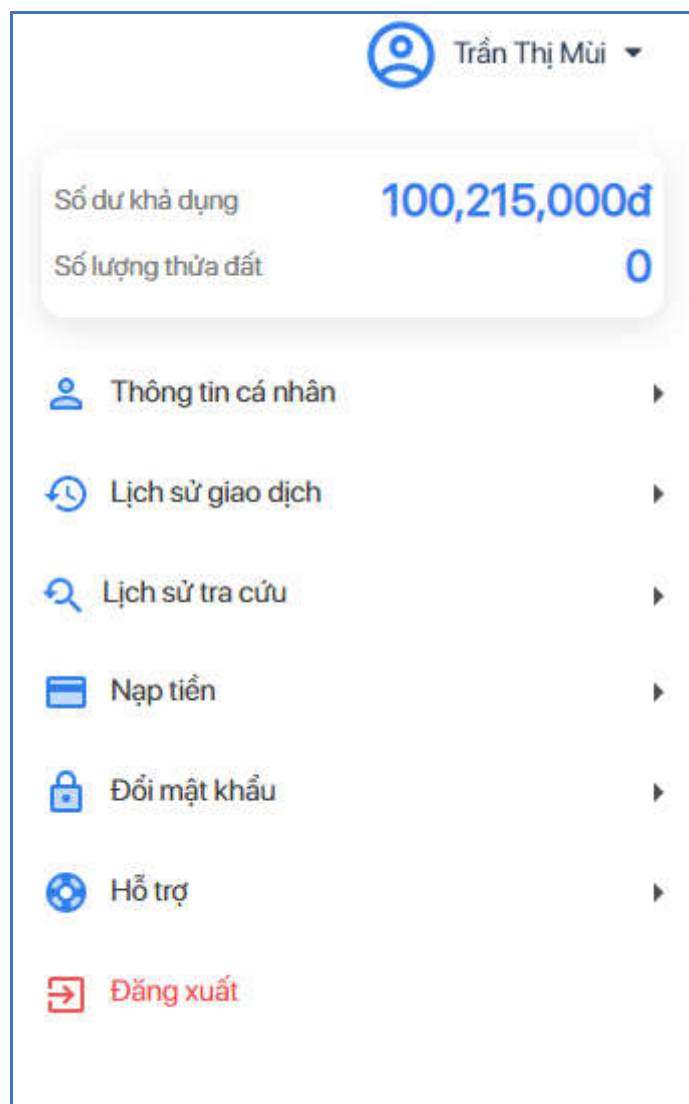 Trần Thị Mùi
Số dư khả dụng 100,215,000đ
Số lượng thửa đất 0
Thông tin cá nhân
Lịch sử giao dịch
Lịch sử tra cứu
Nạp tiền
Đổi mật khẩu
Hỗ trợ
Đăng xuất